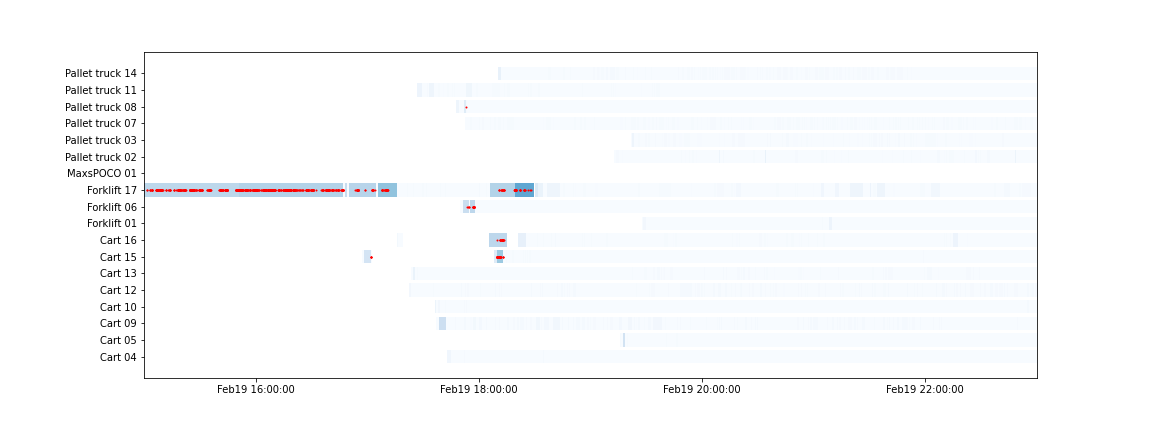 Pallet truck 14
Pallet truck 11
Pallet truck 08
Pallet truck 07
Pallet truck 03
Pallet truck 02
MaxsPOCO 01
Forklift 17
Forklift 06
Forklift 01
Cart 16
Cart 15
Cart 13
Cart 12
Cart 10
Cart 09
Cart 05
Cart 04
Feb19 16:00:00 Feb19 18:00:00 Feb19 20:00:00 Feb19 22:00:00